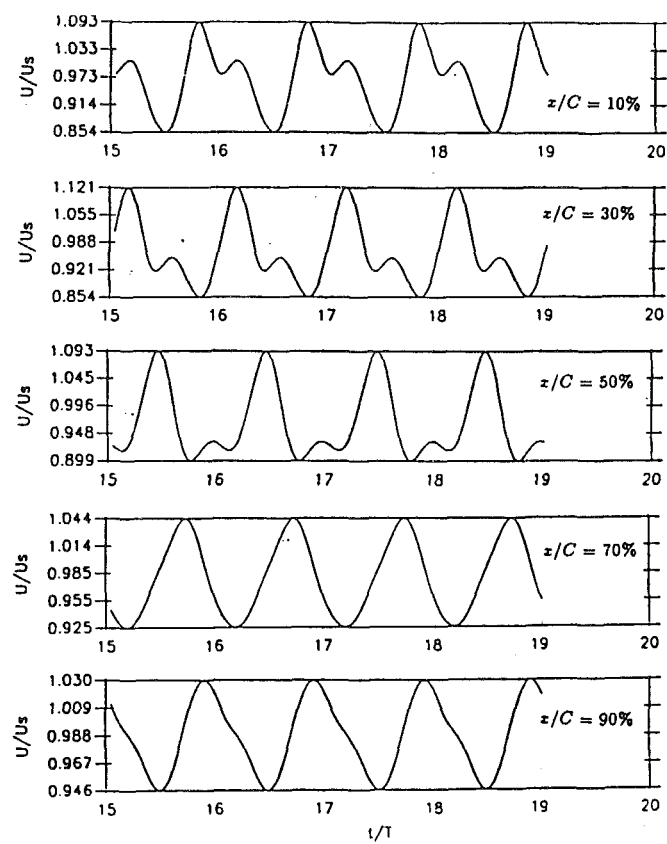 1.093
1.033
0.973
0.914
0.854
U/Us
x/C = 10%
15 16 17 18 19 20
1.121
1.055
0.988
0.921
0.854
U/Us
x/C = 30%
15 16 17 18 19 20
1.093
1.045
0.996
0.948
0.899
U/Us
x/C = 50%
15 16 17 18 19 20
1.044
1.014
0.985
0.955
0.925
U/Us
x/C = 70%
15 16 17 18 19 20
1.030
1.009
0.988
0.967
0.946
U/Us
x/C = 90%
15 16 17 18 19 20
t/T